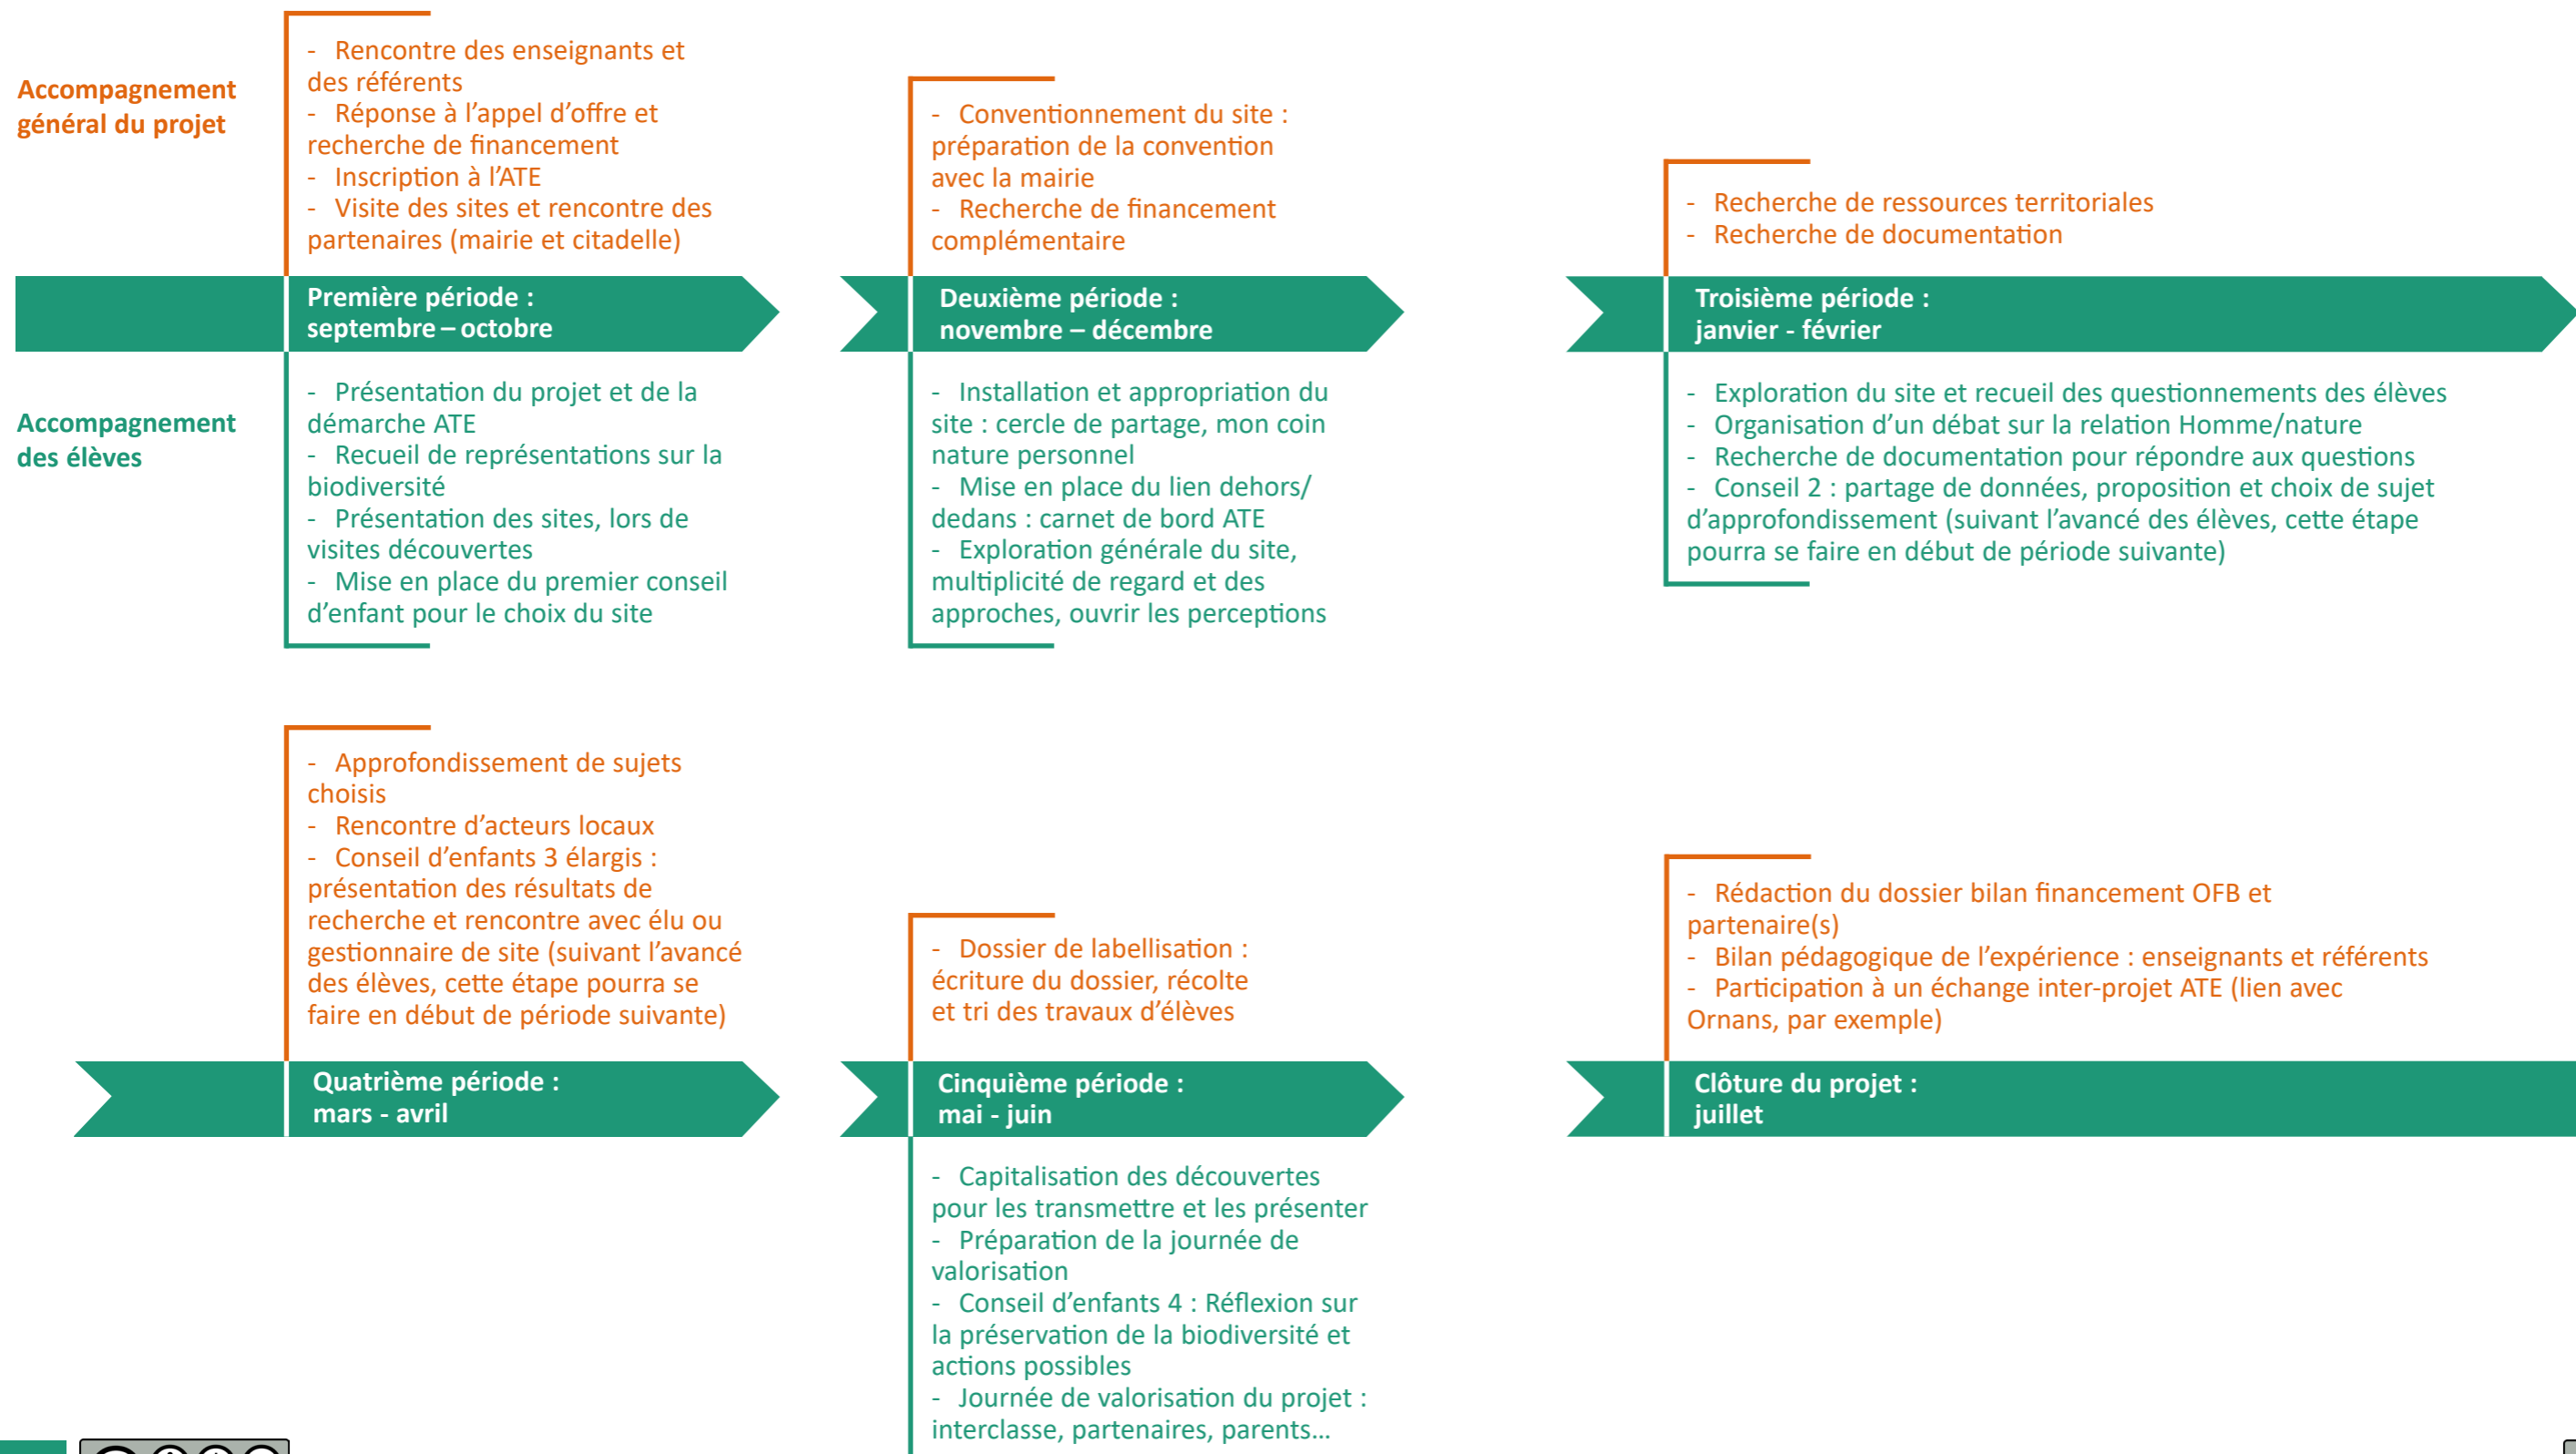 Accompagnement
général du projet
- Rencontre des enseignants et
des référents
- Réponse à l’appel d’offre et
recherche de financement
- Inscription à l’ATE
- Visite des sites et rencontre des
partenaires (mairie et citadelle)
- Conventionnement du site :
préparation de la convention
avec la mairie
- Recherche de financement
complémentaire
- Recherche de ressources territoriales
- Recherche de documentation
Première période :
septembre – octobre
Deuxième période :
novembre – décembre
Troisième période :
janvier - février
Accompagnement
des élèves
- Présentation du projet et de la
démarche ATE
- Recueil de représentations sur la
biodiversité
- Présentation des sites, lors de
visites découvertes
- Mise en place du premier conseil
d’enfant pour le choix du site
- Installation et appropriation du
site : cercle de partage, mon coin
nature personnel
- Mise en place du lien dehors/
dedans : carnet de bord ATE
- Exploration générale du site,
multiplicité de regard et des
approches, ouvrir les perceptions
- Exploration du site et recueil des questionnements des élèves
- Organisation d’un débat sur la relation Homme/nature
- Recherche de documentation pour répondre aux questions
- Conseil 2 : partage de données, proposition et choix de sujet
d’approfondissement (suivant l’avancé des élèves, cette étape
pourra se faire en début de période suivante)
- Approfondissement de sujets
choisis
- Rencontre d’acteurs locaux
- Conseil d’enfants 3 élargis :
présentation des résultats de
recherche et rencontre avec élu ou
gestionnaire de site (suivant l’avancé
des élèves, cette étape pourra se
faire en début de période suivante)
- Dossier de labellisation :
écriture du dossier, récolte
et tri des travaux d’élèves
- Rédaction du dossier bilan financement OFB et
partenaire(s)
- Bilan pédagogique de l’expérience : enseignants et référents
- Participation à un échange inter-projet ATE (lien avec
Ornans, par exemple)
Quatrième période :
mars - avril
Cinquième période :
mai - juin
Clôture du projet :
juillet
- Capitalisation des découvertes
pour les transmettre et les présenter
- Préparation de la journée de
valorisation
- Conseil d’enfants 4 : Réflexion sur
la préservation de la biodiversité et
actions possibles
- Journée de valorisation du projet :
interclasse, partenaires, parents…